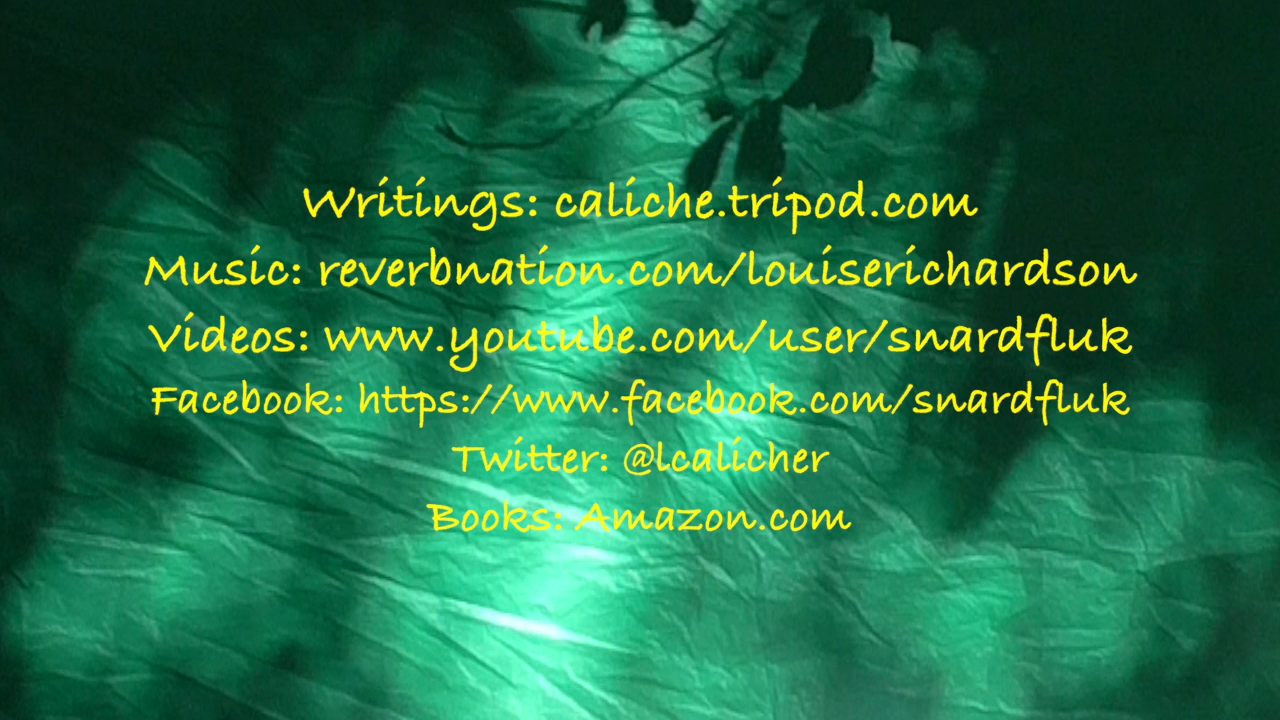 Writings: caliche.tripod.com
Music: reverbnation.com/louiserichardson
Videos: www.youtube.com/user/snardfluk
Facebook: https://www.facebook.com/snardfluk
Twitter: @lcalicher
Books: Amazon.com